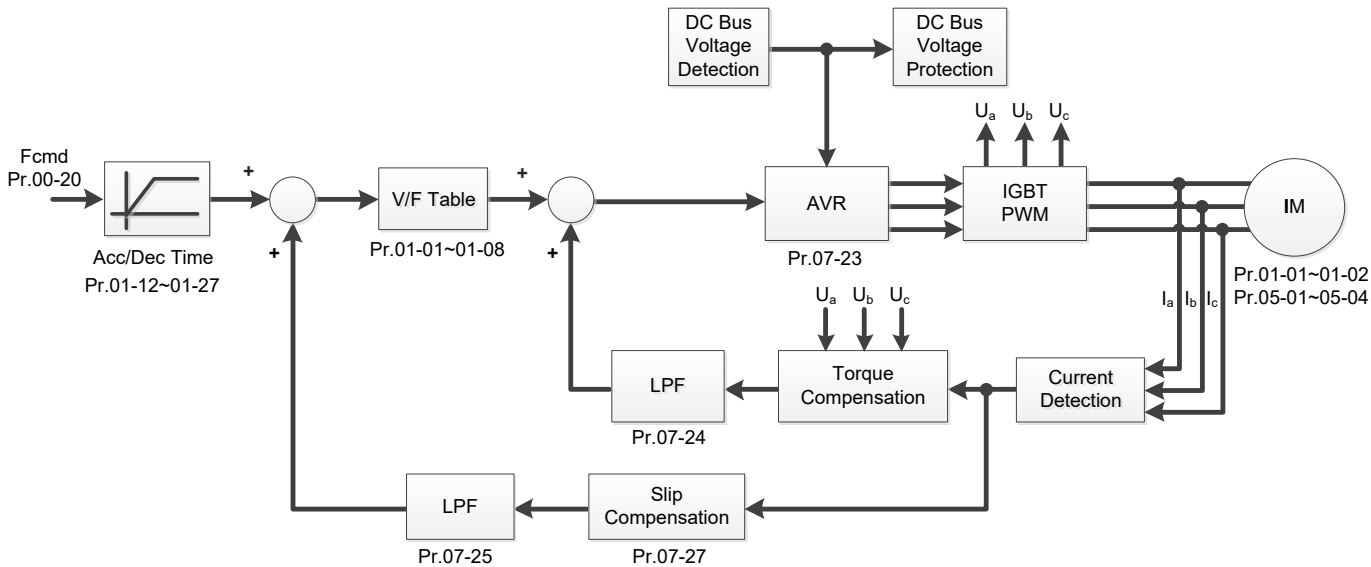 DC Bus
Voltage
Detection
DC Bus
Voltage
Protection
Ua
Ub
Uc
Fcmd
Pr.00-20
+
+
V/F Table
AVR
IGBT
PWM
IM
+
+
Acc/Dec Time
Pr.01-12~01-27
Pr.01-01~01-08
Pr.07-23
Pr.01-01~01-02
Pr.05-01~05-04
Ia
Ib
Ic
Ua
Ub
Uc
LPF
Torque
Compensation
Current
Detection
Pr.07-24
LPF
Slip
Compensation
Pr.07-25
Pr.07-27